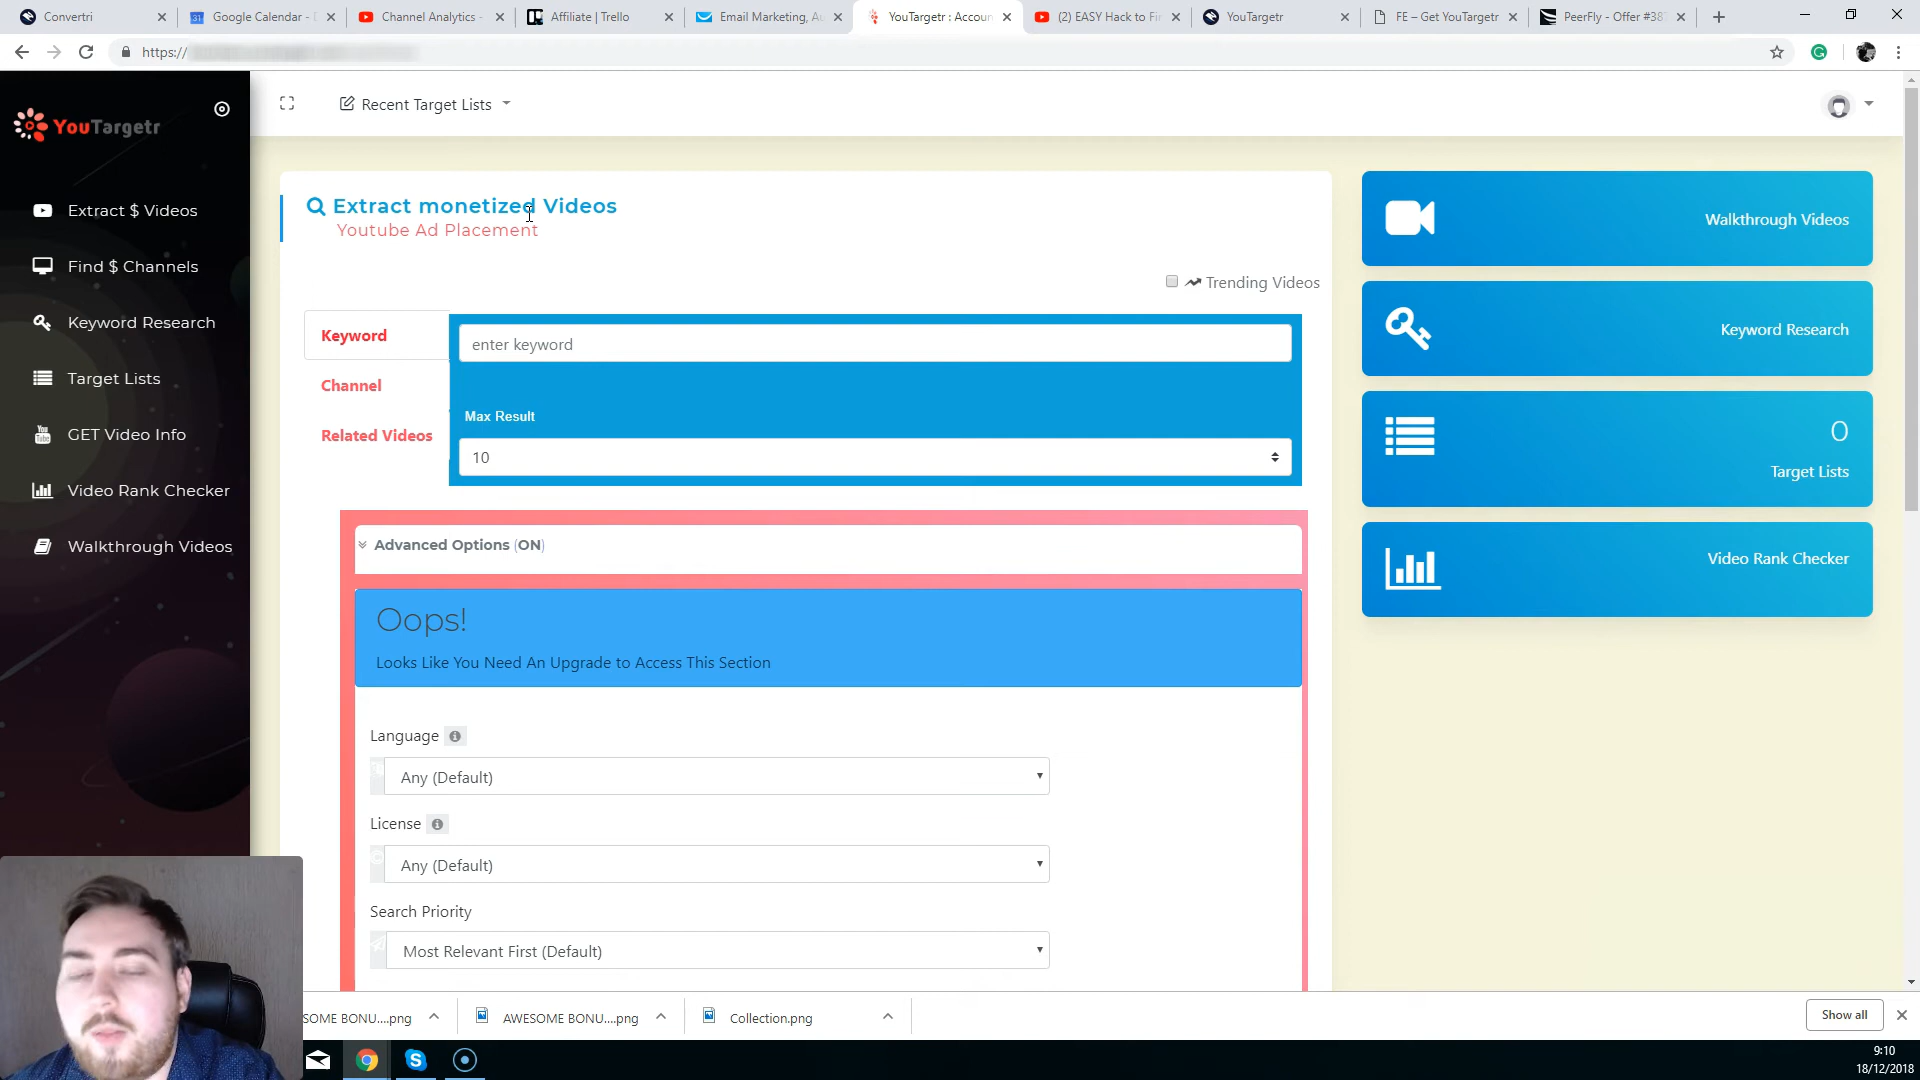 Convertri
Google Calendar - D
Channel Analytics -
Affiliate | Trello
Email Marketing, Au
YouTargetr : Accoun
(2) EASY Hack to Fin
YouTargetr
FE – Get YouTargetr
PeerFly - Offer #387
https://
YouTargetr
Recent Target Lists
Extract $ Videos
Find $ Channels
Keyword Research
Target Lists
GET Video Info
Video Rank Checker
Walkthrough Videos
Extract monetized Videos
Youtube Ad Placement
Trending Videos
Keyword
enter keyword
Channel
Max Result
Related Videos
10
Advanced Options (ON)
Oops!
Looks Like You Need An Upgrade to Access This Section
Language
Any (Default)
License
Any (Default)
Search Priority
Most Relevant First (Default)
Walkthrough Videos
Keyword Research
0
Target Lists
Video Rank Checker
SOME BONU....png
AWESOME BONU....png
Collection.png
Show all
9:10
18/12/2018